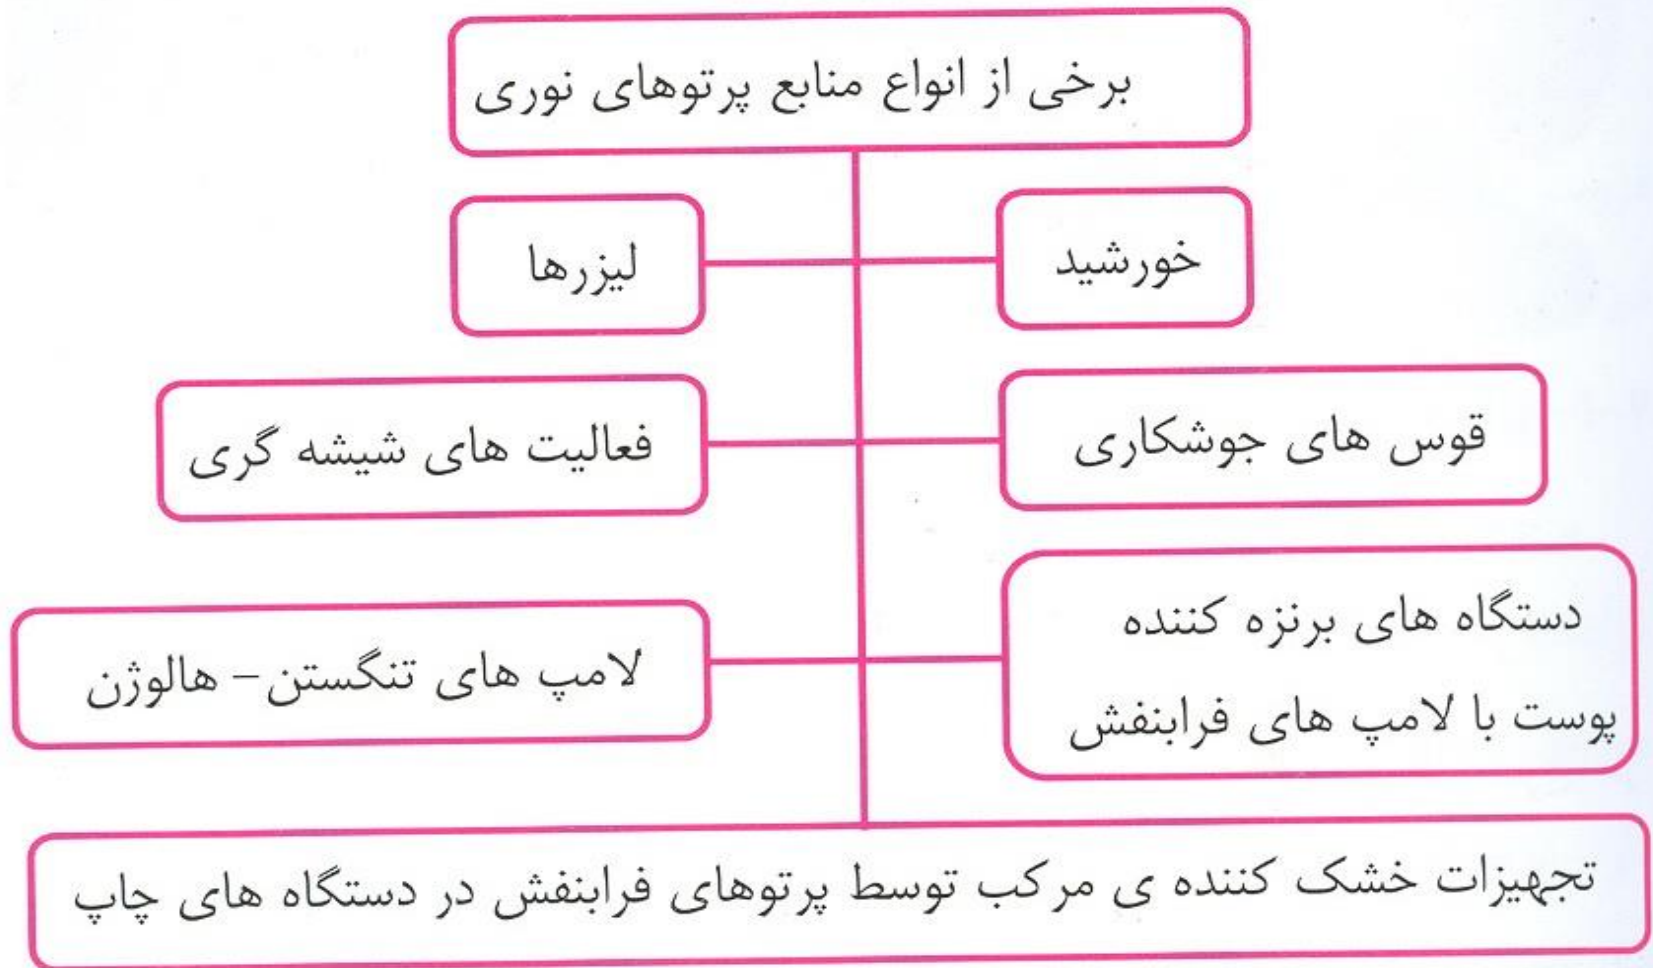 برخی از انواع منابع پرتوهای نوری
خورشید
لیزرها
قوس های جوشکاری
فعالیت های شیشه گری
دستگاه های برنزه کننده
پوست با لامپ های فرابنفش
لامپ های تنگستن– هالوژن
تجهیزات خشک کننده ی مرکب توسط پرتوهای فرابنفش در دستگاه های چاپ